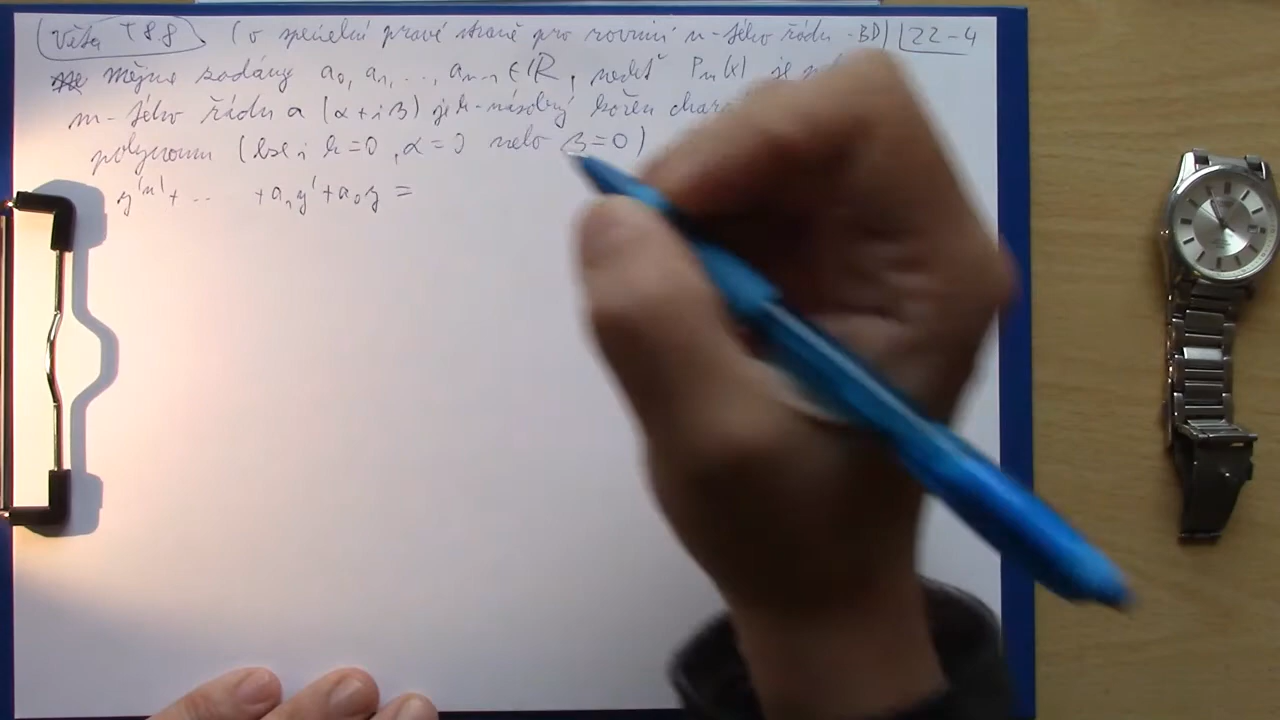 Věta T8.8 (o speciální pravé straně pro rovnici n-tého řádu -BD) 22-4
Mějme zadány a₀, a₁, ..., aₙ₋₁ ∈ ℝ, nechť Pₘ(x) je
m-tého řádu a (α+iβ) je k-násobný kořen
polynomu (lze i k=0, α=0 nebo β=0)
y⁽ⁿ⁾ + ... + a₁y' + a₀y =